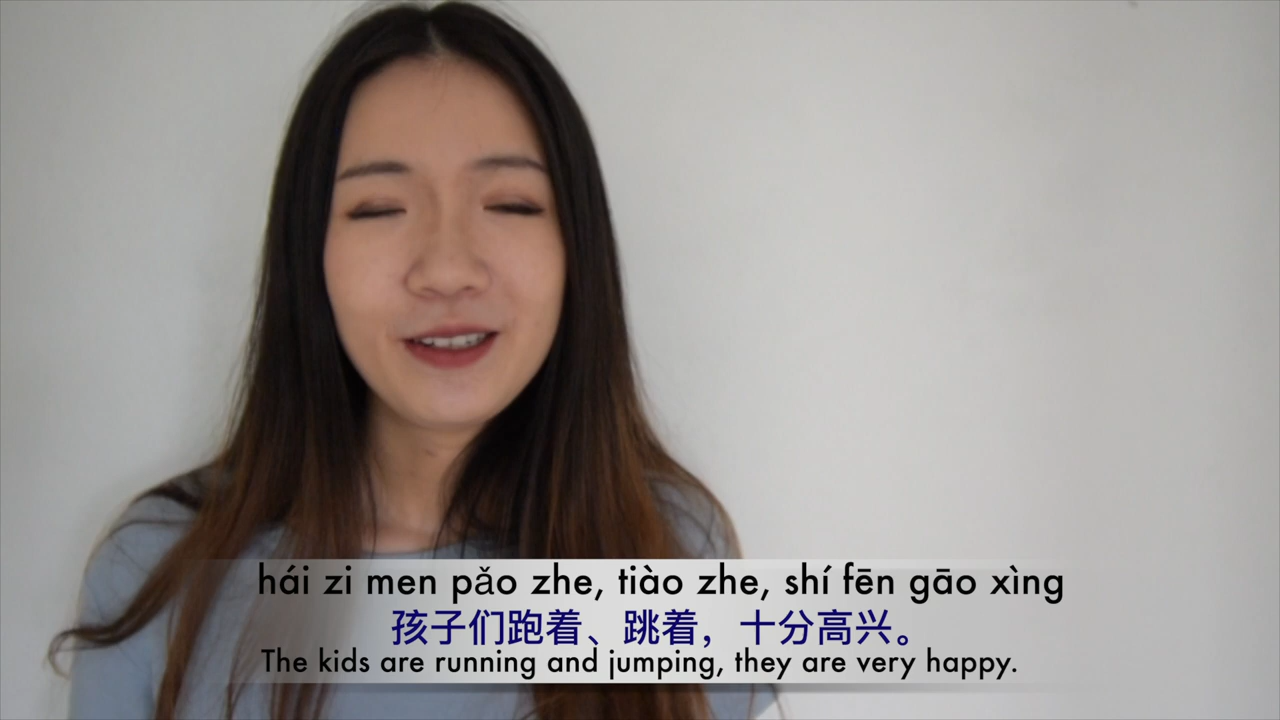 hái zi men pǎo zhe, tiào zhe, shí fēn gāo xìng
孩子们跑着、跳着，十分高兴。
The kids are running and jumping, they are very happy.